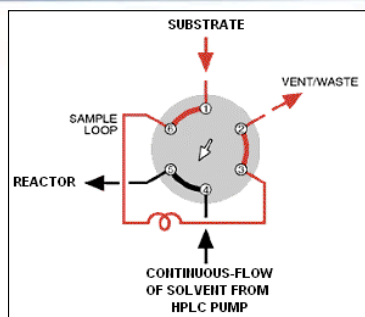 SUBSTRATE
VENT/WASTE
1
SAMPLE
LOOP
6
2
5
3
REACTOR
4
CONTINUOUS-FLOW
OF SOLVENT FROM
HPLC PUMP